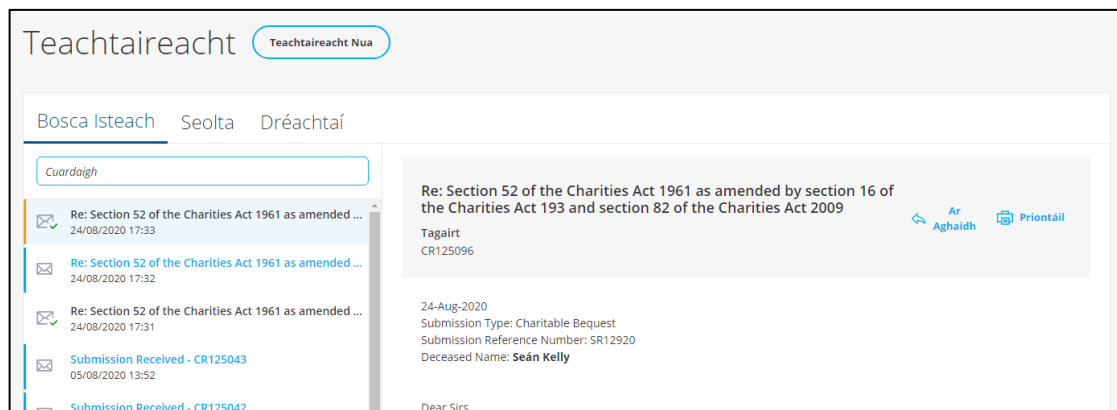 Teachtaireacht
Teachtaireacht Nua
Bosca Isteach
Seolta
Dréachtaí
Cuardaigh
Re: Section 52 of the Charities Act 1961 as amended ...
24/08/2020 17:33
Re: Section 52 of the Charities Act 1961 as amended ...
24/08/2020 17:32
Re: Section 52 of the Charities Act 1961 as amended ...
24/08/2020 17:31
Submission Received - CR125043
05/08/2020 13:52
Submission Received - CR125042
Re: Section 52 of the Charities Act 1961 as amended by section 16 of
the Charities Act 193 and section 82 of the Charities Act 2009
Tagairt
CR125096
Ar
Aghaidh
Priontáil
24-Aug-2020
Submission Type: Charitable Bequest
Submission Reference Number: SR12920
Deceased Name: Seán Kelly
Dear Sirs